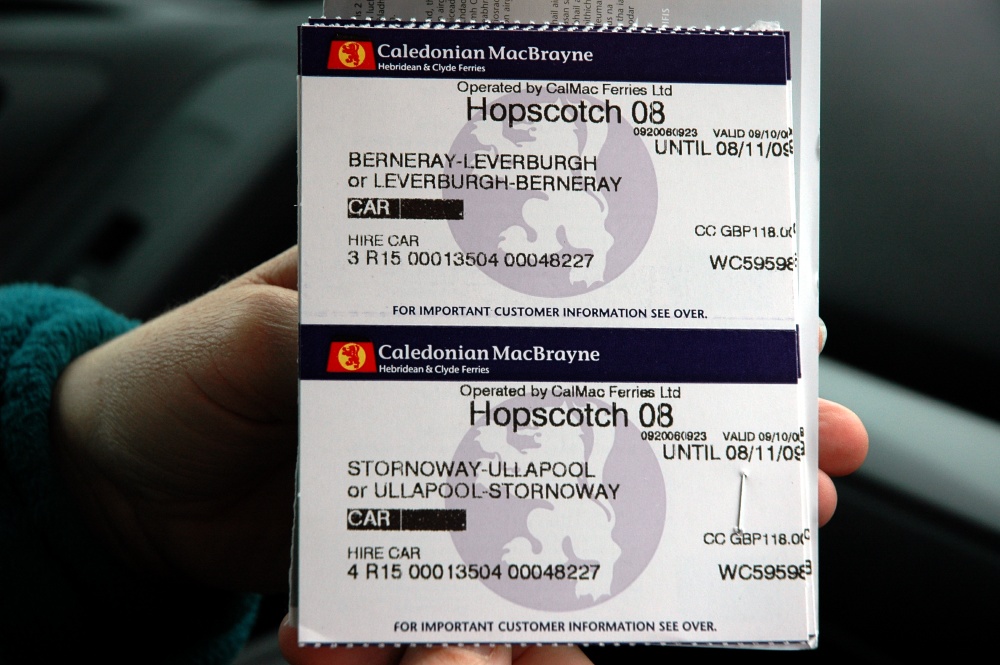 Caledonian MacBrayne
Hebridean & Clyde Ferries
Operated by CalMac Ferries Ltd
Hopscotch 08
0920060923 VALID 09/10/0
UNTIL 08/11/09
BERNERAY-LEVERBURGH
or LEVERBURGH-BERNERAY
CAR
CC GBP118.0
HIRE CAR
3 R15 00013504 00048227 WC59598
FOR IMPORTANT CUSTOMER INFORMATION SEE OVER.
Caledonian MacBrayne
Hebridean & Clyde Ferries
Operated by CalMac Ferries Ltd
Hopscotch 08
0920060923 VALID 09/10/0
UNTIL 08/11/09
STORNOWAY-ULLAPOOL
or ULLAPOOL-STORNOWAY
CAR
CC GBP118.0
HIRE CAR
4 R15 00013504 00048227 WC59598
FOR IMPORTANT CUSTOMER INFORMATION SEE OVER.